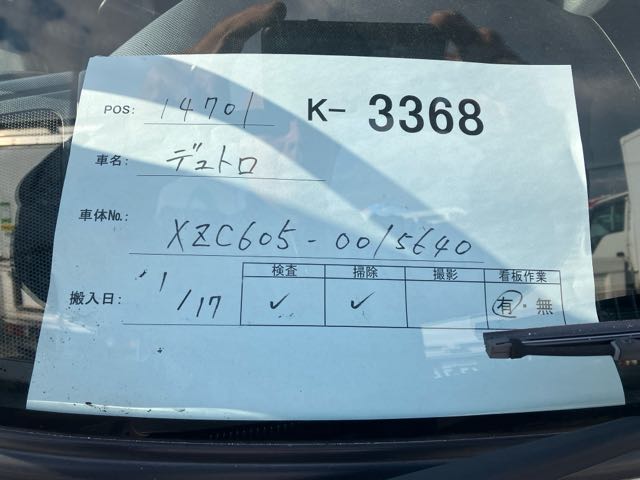 POS: 14701 K- 3368
車名: デュトロ
車体No.: XZC605-0015640
検査 掃除 撮影 看板作業
搬入日: 11/17 ✓ ✓ 有・無